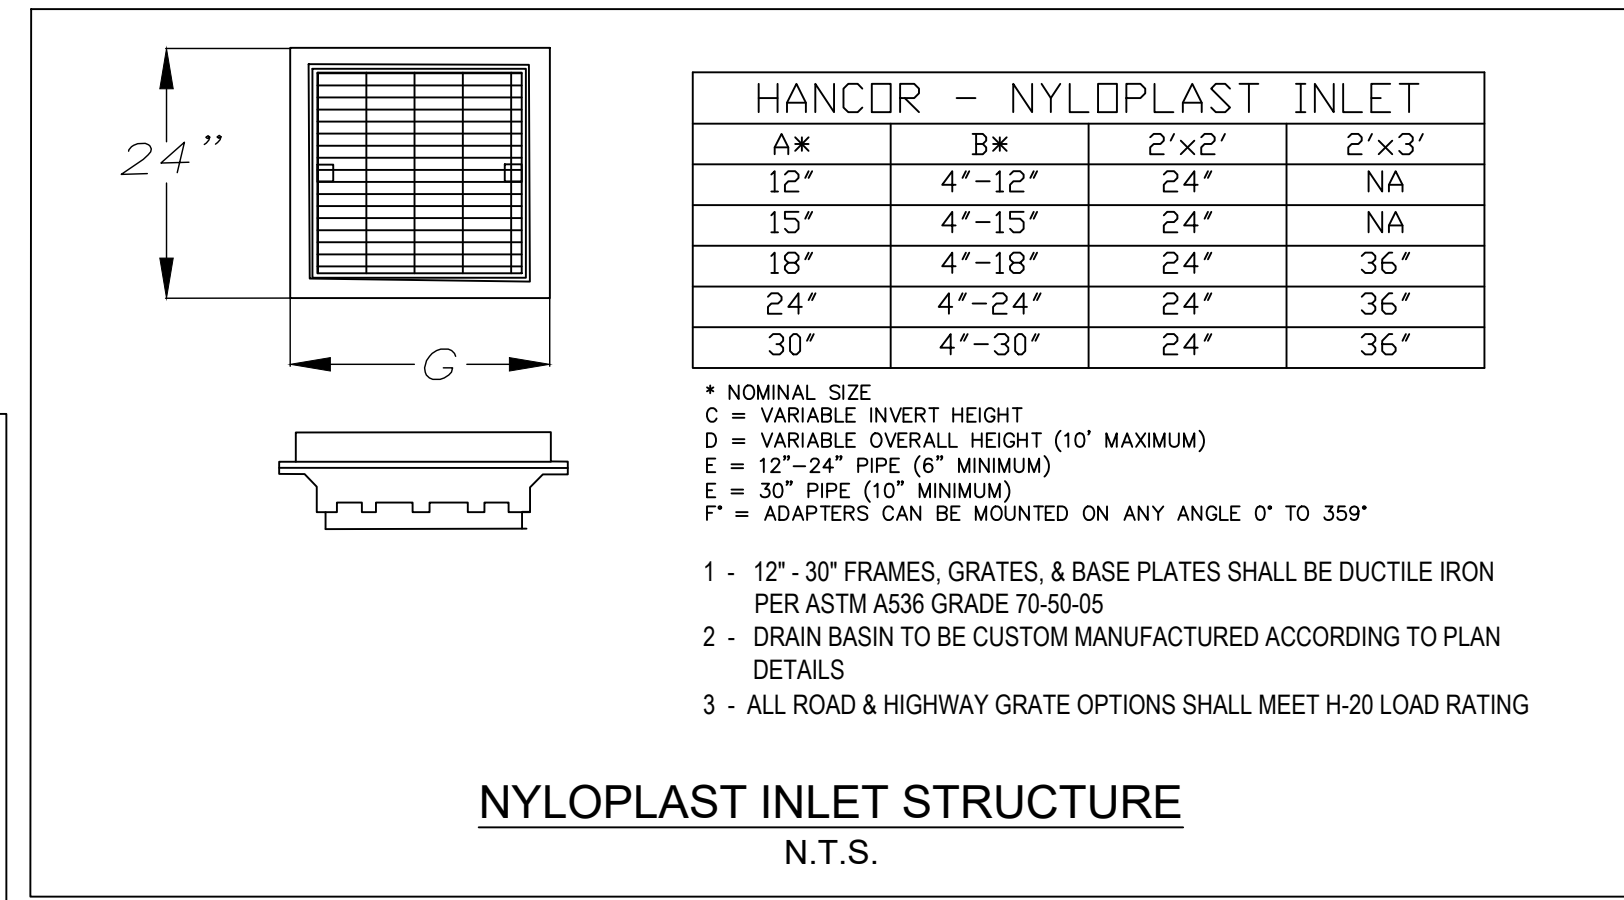 24”
G
HANCOR - NYLOPLAST INLET
A* B* 2'x2' 2'x3'
12" 4"-12" 24" NA
15" 4"-15" 24" NA
18" 4"-18" 24" 36"
24" 4"-24" 24" 36"
30" 4"-30" 24" 36"
* NOMINAL SIZE
C = VARIABLE INVERT HEIGHT
D = VARIABLE OVERALL HEIGHT (10' MAXIMUM)
E = 12"-24" PIPE (6" MINIMUM)
E = 30" PIPE (10" MINIMUM)
F° = ADAPTERS CAN BE MOUNTED ON ANY ANGLE 0° TO 359°
1 - 12" - 30" FRAMES, GRATES, & BASE PLATES SHALL BE DUCTILE IRON
PER ASTM A536 GRADE 70-50-05
2 - DRAIN BASIN TO BE CUSTOM MANUFACTURED ACCORDING TO PLAN
DETAILS
3 - ALL ROAD & HIGHWAY GRATE OPTIONS SHALL MEET H-20 LOAD RATING
NYLOPLAST INLET STRUCTURE
N.T.S.